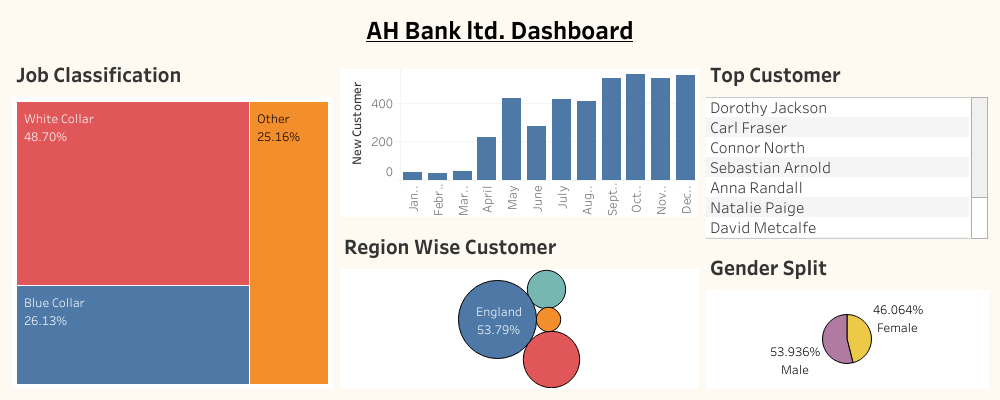 AH Bank ltd. Dashboard
Job Classification
White Collar
48.70%
Other
25.16%
Blue Collar
26.13%
New Customer
400
200
0
Jan..
Febr..
Mar..
April
May
June
July
Aug..
Sept..
Oct..
Nov..
Dec..
Region Wise Customer
England
53.79%
Top Customer
Dorothy Jackson
Carl Fraser
Connor North
Sebastian Arnold
Anna Randall
Natalie Paige
David Metcalfe
Gender Split
46.064%
Female
53.936%
Male